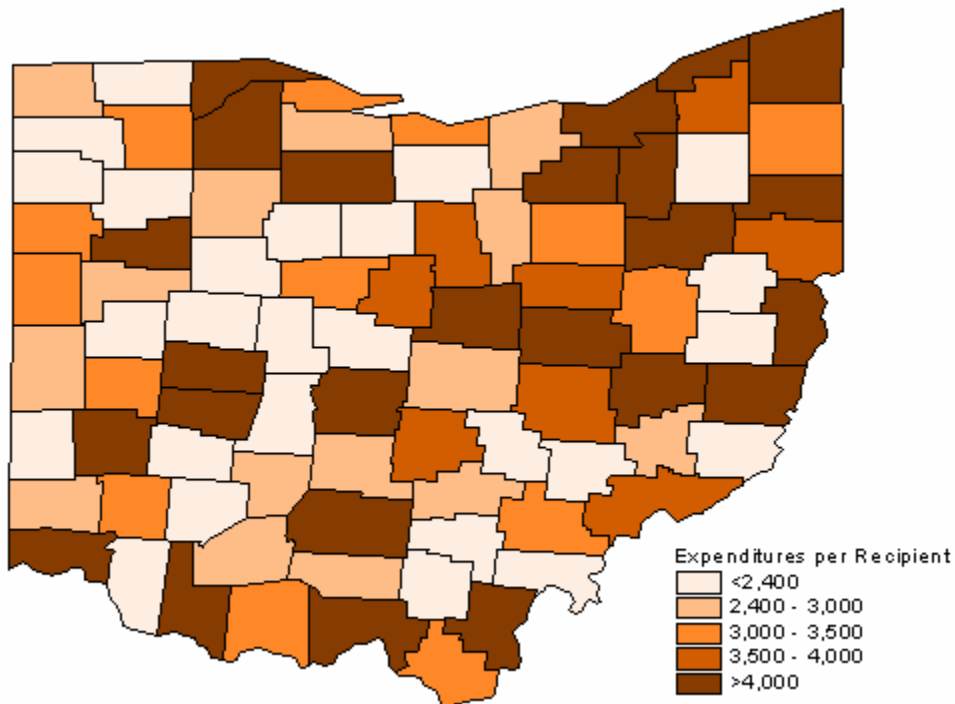 Expenditures per Recipient
<2,400
2,400 - 3,000
3,000 - 3,500
3,500 - 4,000
>4,000